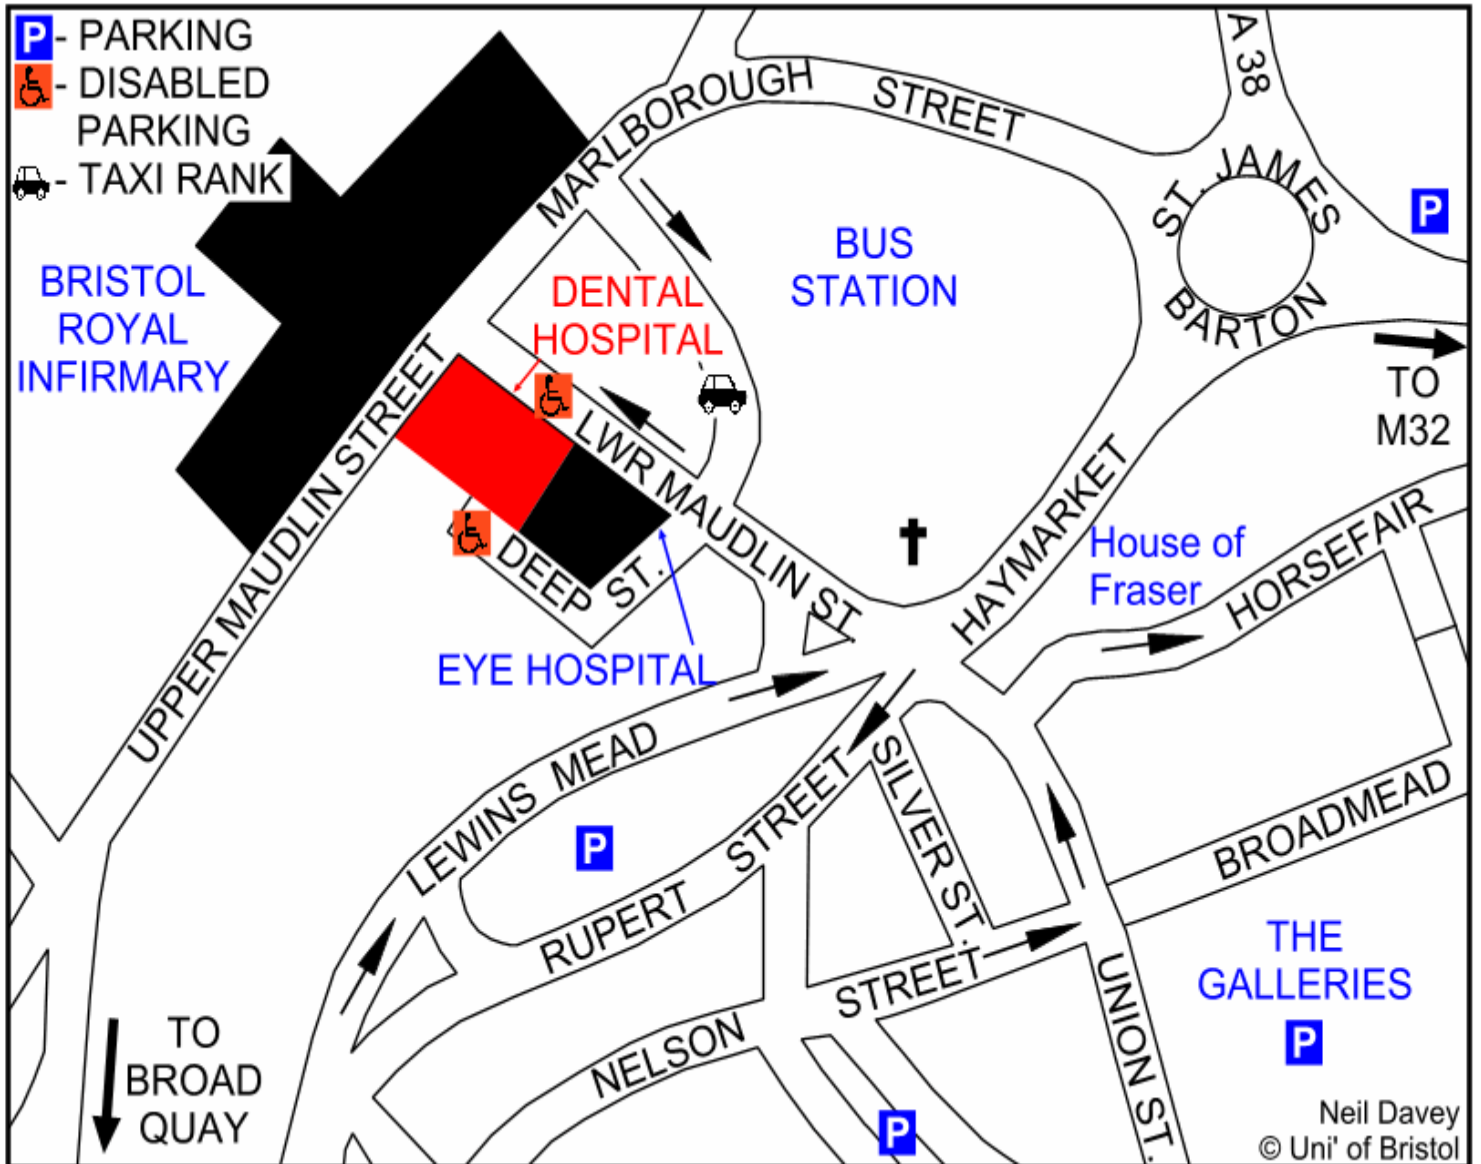 P - PARKING
- DISABLED
PARKING
- TAXI RANK
MARLBOROUGH STREET
A 38
ST. JAMES
BARTON
P
BUS
STATION
BRISTOL
ROYAL
INFIRMARY
DENTAL
HOSPITAL
TO
M32
UPPER MAUDLIN STREET
LWR MAUDLIN ST.
DEEP ST.
HAYMARKET
House of
Fraser
HORSEFAIR
EYE HOSPITAL
LEWINS MEAD
P
RUPERT STREET
SILVER ST.
BROADMEAD
NELSON STREET
UNION ST.
THE
GALLERIES
P
TO
BROAD
QUAY
P
Neil Davey
© Uni' of Bristol